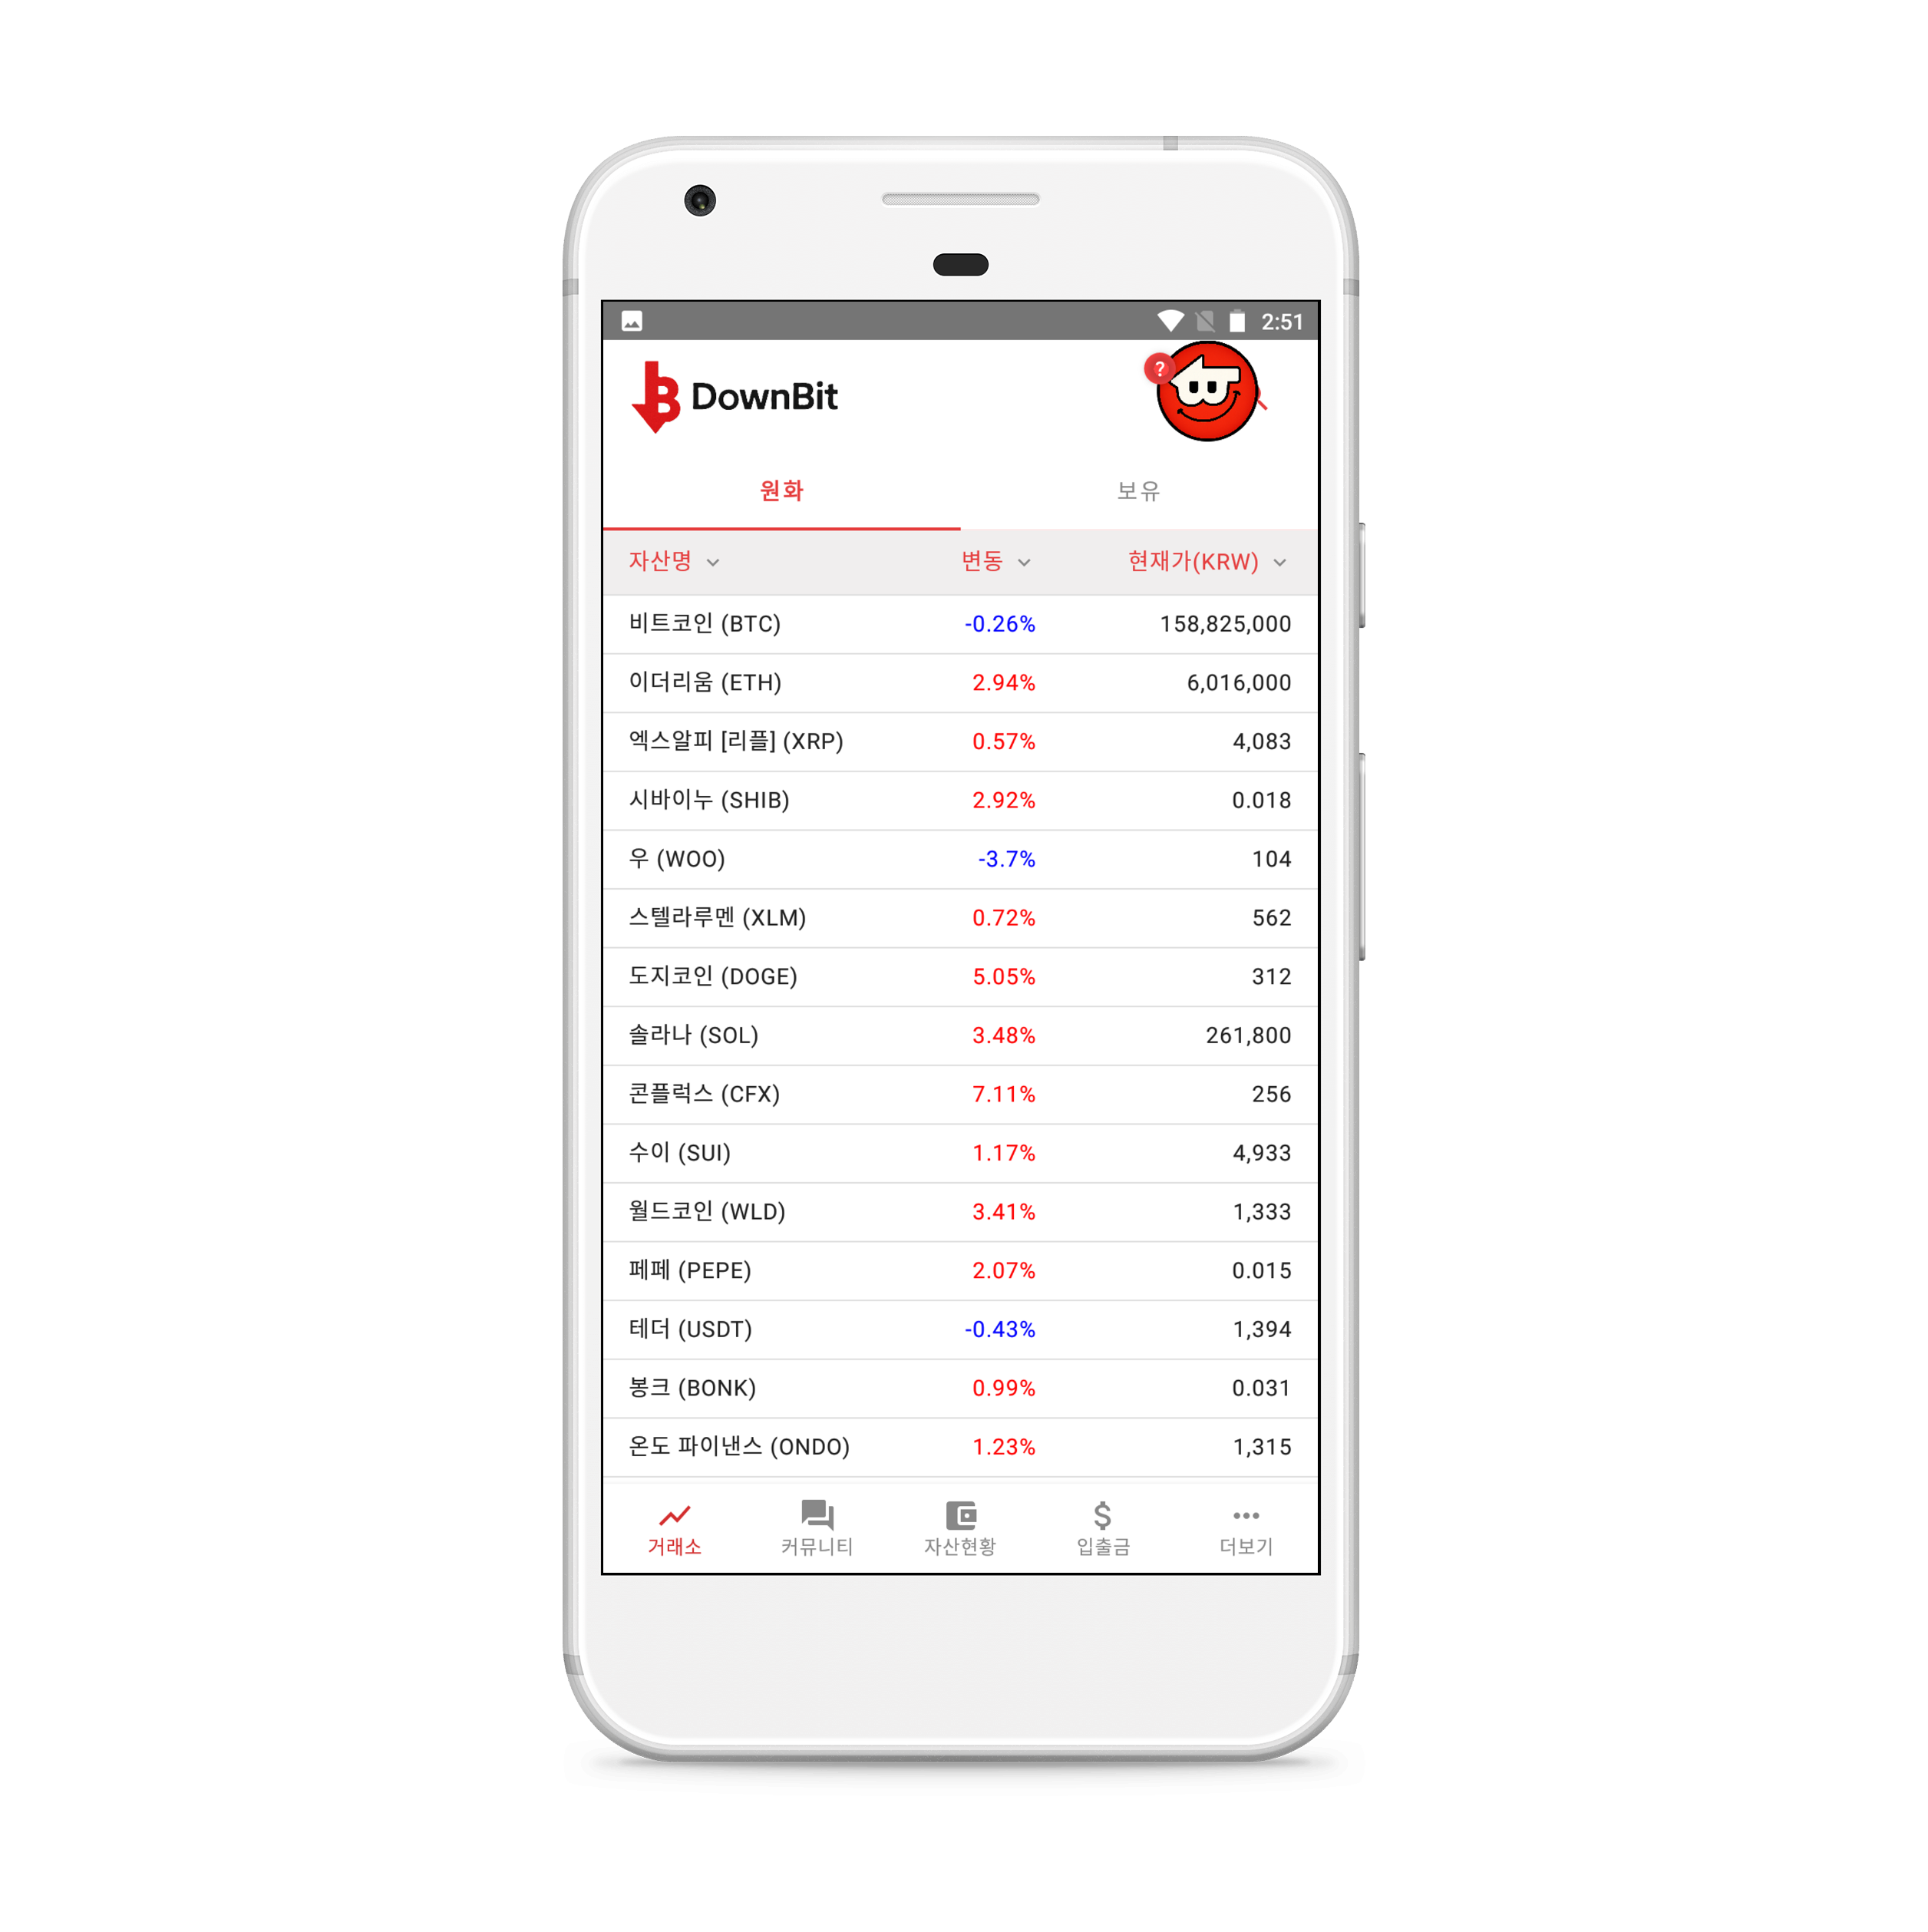 2:51
DownBit
?
원화 보유
자산명 변동 현재가(KRW)
비트코인 (BTC) -0.26% 158,825,000
이더리움 (ETH) 2.94% 6,016,000
엑스알피 [리플] (XRP) 0.57% 4,083
시바이누 (SHIB) 2.92% 0.018
우 (WOO) -3.7% 104
스텔라루멘 (XLM) 0.72% 562
도지코인 (DOGE) 5.05% 312
솔라나 (SOL) 3.48% 261,800
콘플럭스 (CFX) 7.11% 256
수이 (SUI) 1.17% 4,933
월드코인 (WLD) 3.41% 1,333
페페 (PEPE) 2.07% 0.015
테더 (USDT) -0.43% 1,394
봉크 (BONK) 0.99% 0.031
온도 파이낸스 (ONDO) 1.23% 1,315
거래소 커뮤니티 자산현황 입출금 더보기